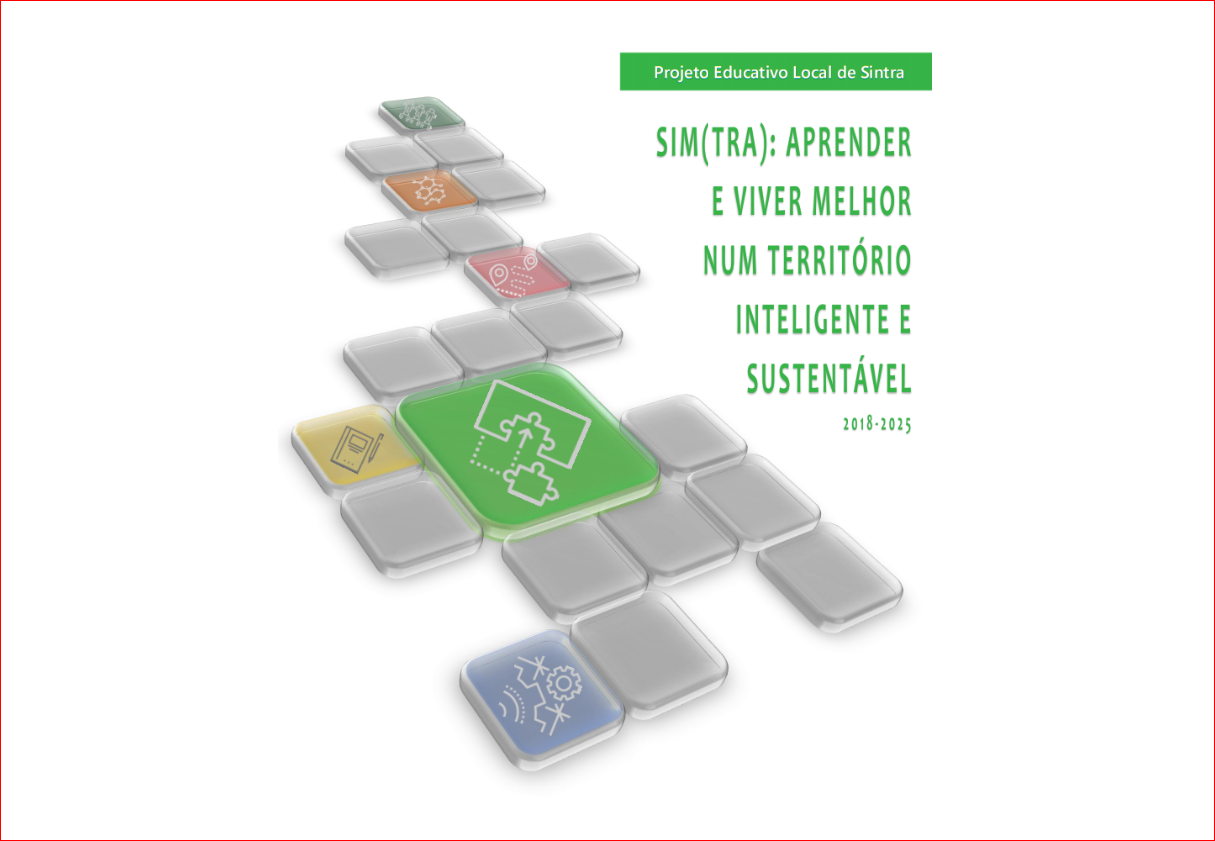 Projeto Educativo Local de Sintra
SIM(TRA): APRENDER
E VIVER MELHOR
NUM TERRITÓRIO
INTELIGENTE E
SUSTENTÁVEL
2018-2025